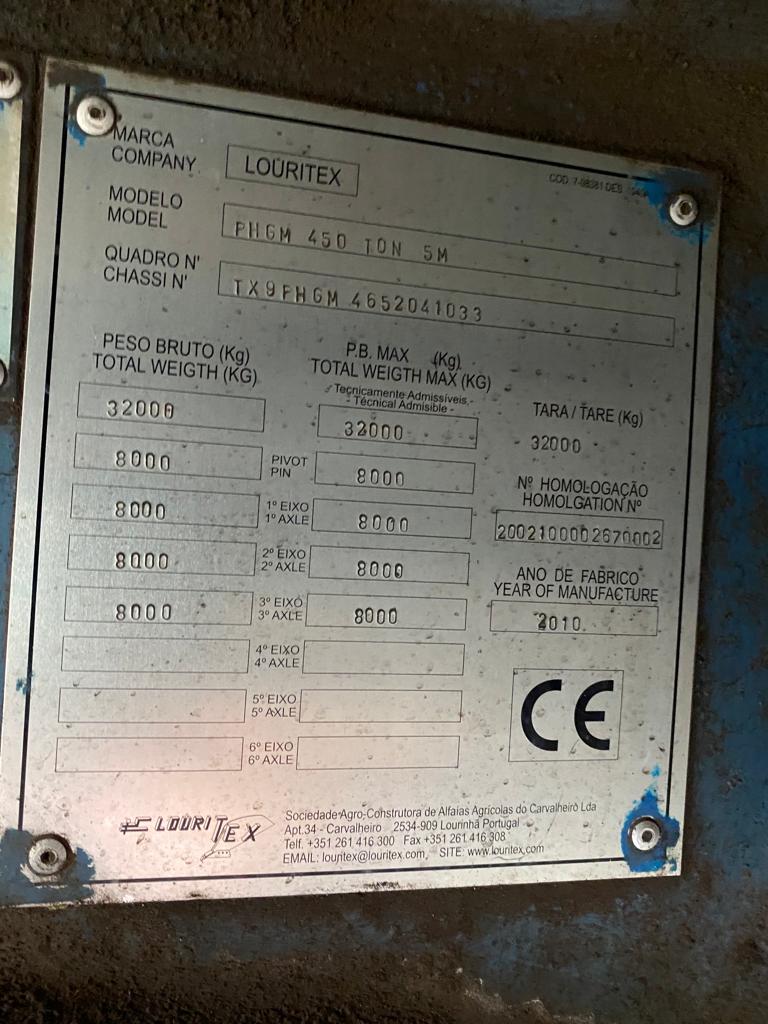 MARCA
COMPANY
LOURITEX
MODELO
MODEL
PHGM 450 TON 5M
QUADRO N'
CHASSI N'
TX9PHGM 4652041033
PESO BRUTO (Kg)
TOTAL WEIGTH (KG)
P.B. MAX (Kg)
TOTAL WEIGTH MAX (KG)
- Tecnicamente Admissíveis -
- Técnical Admisible -
TARA / TARE (Kg)
32000
32000
32000
8000
PIVOT
PIN
8000
Nº HOMOLOGAÇÃO
HOMOLGATION Nº
2002100002670002
8000
1º EIXO
1º AXLE
8000
8000
2º EIXO
2º AXLE
8000
ANO DE FABRICO
YEAR OF MANUFACTURE
2010
8000
3º EIXO
3º AXLE
8000
4º EIXO
4º AXLE
5º EIXO
5º AXLE
6º EIXO
6º AXLE
CE
LOURITEX
Sociedade Agro-Construtora de Alfaias Agrícolas do Carvalheiro Lda
Apt.34 - Carvalheiro 2534-909 Lourinhã Portugal
Telf. +351 261 416 300 Fax +351 261 416 308
EMAIL: louritex@louritex.com, SITE: www.louritex.com